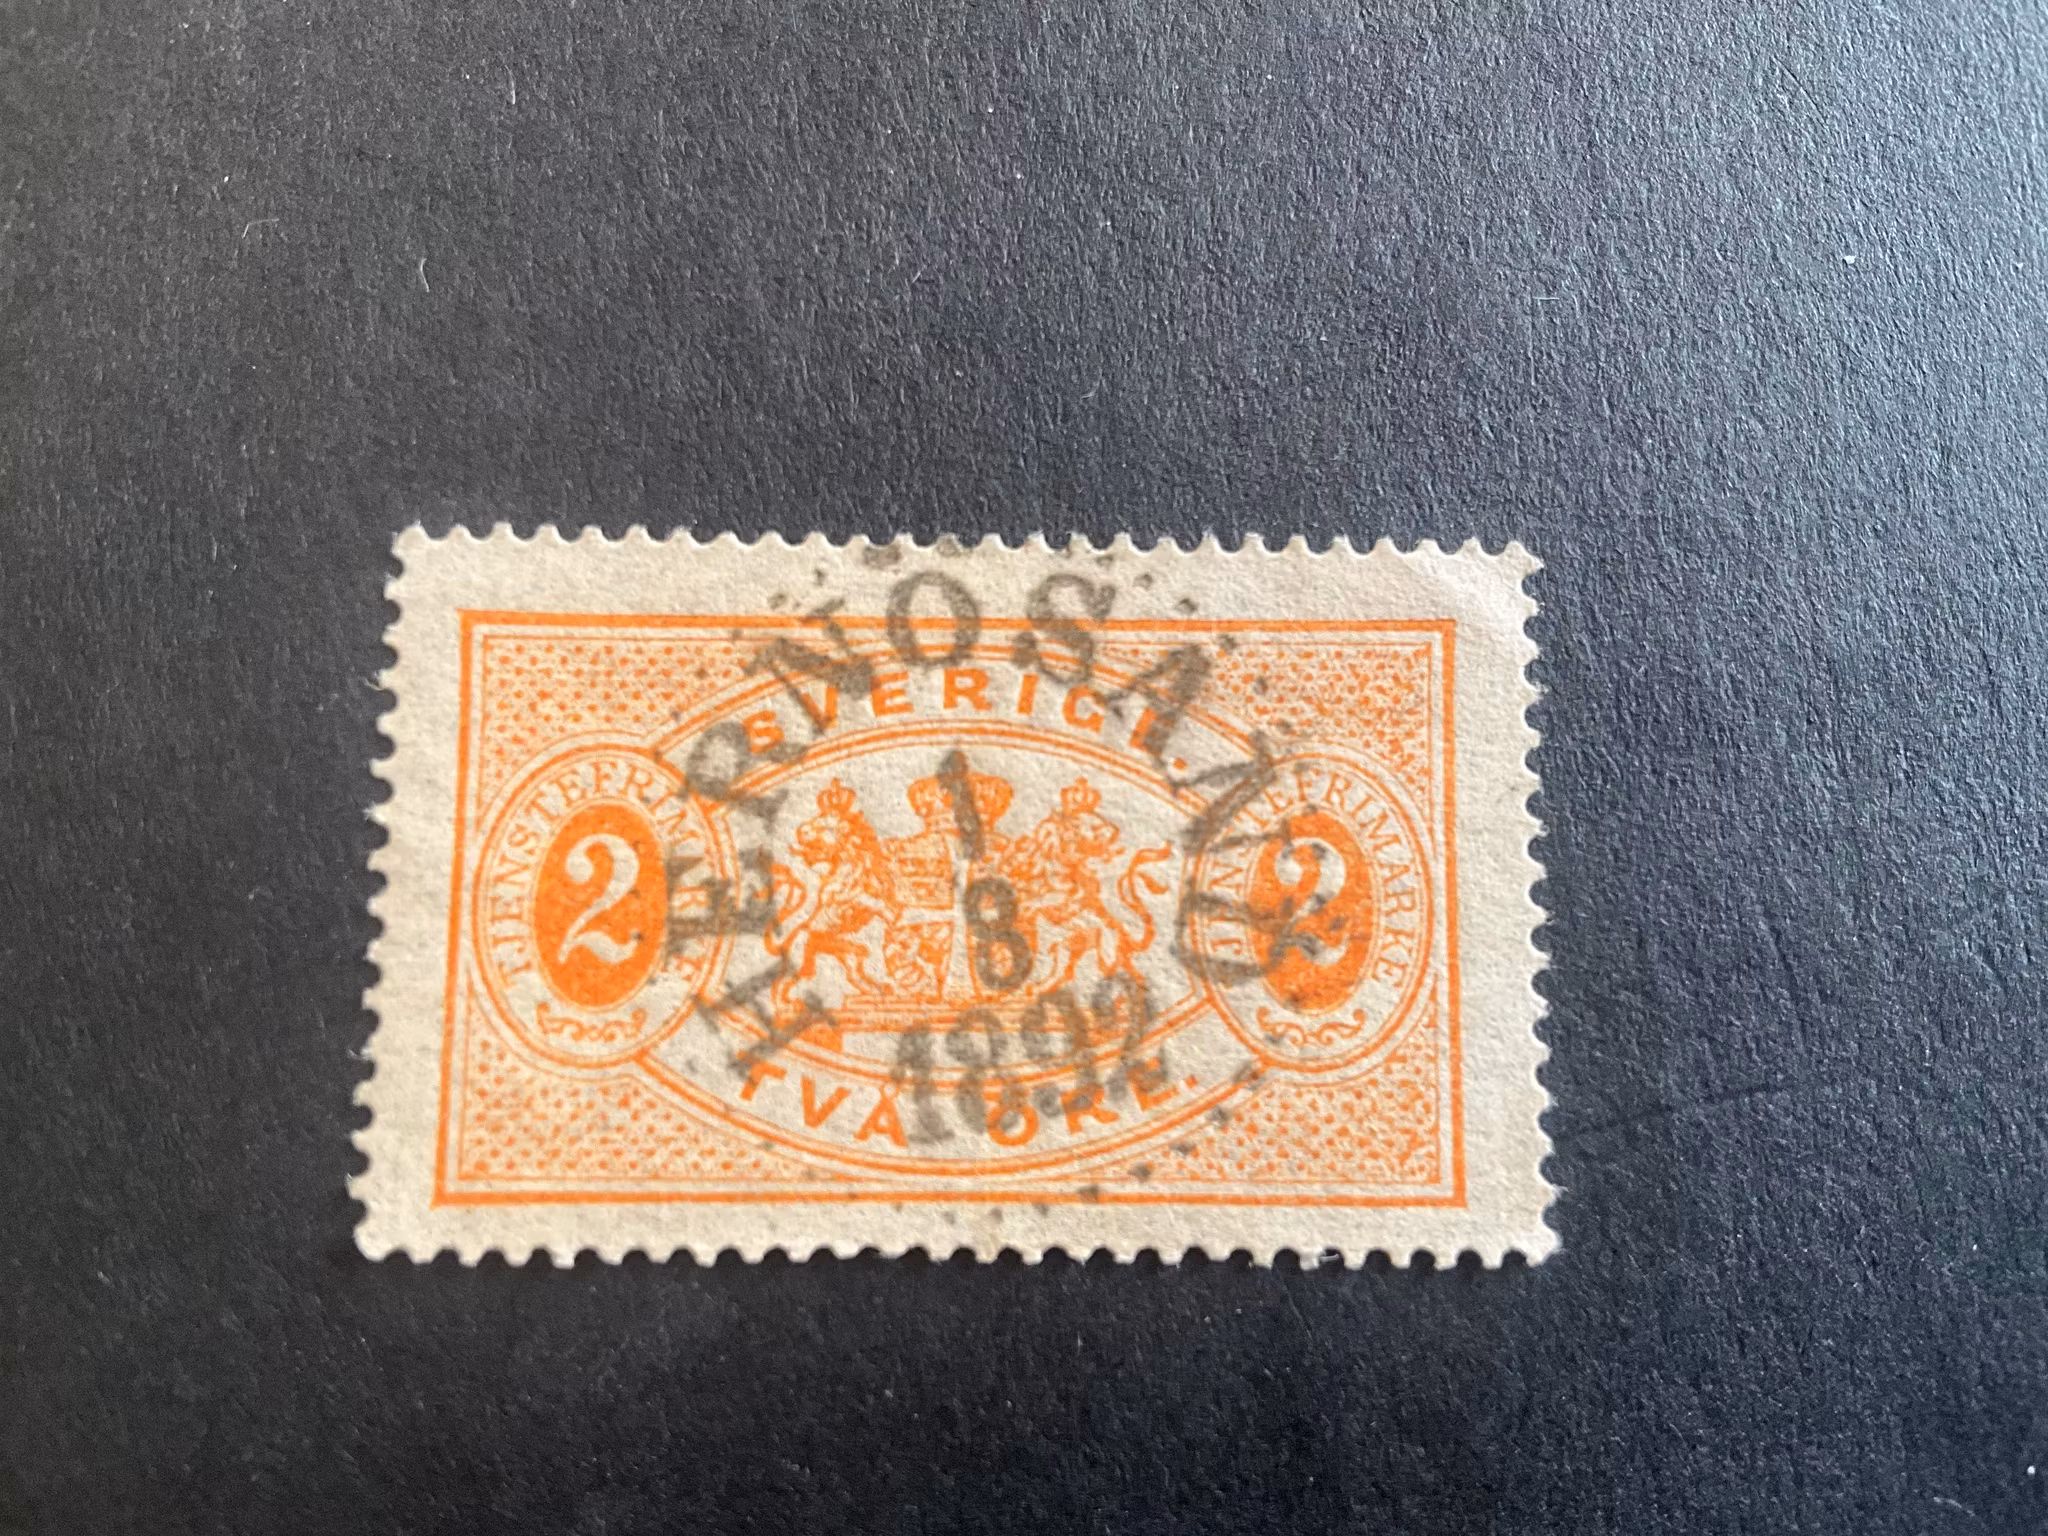 HERNÖSAND
SVERIGE.
1
8
1892
TJENSTEFRIMÄRKE
2
TJENSTEFRIMÄRKE
2
TVÅ ÖRE.